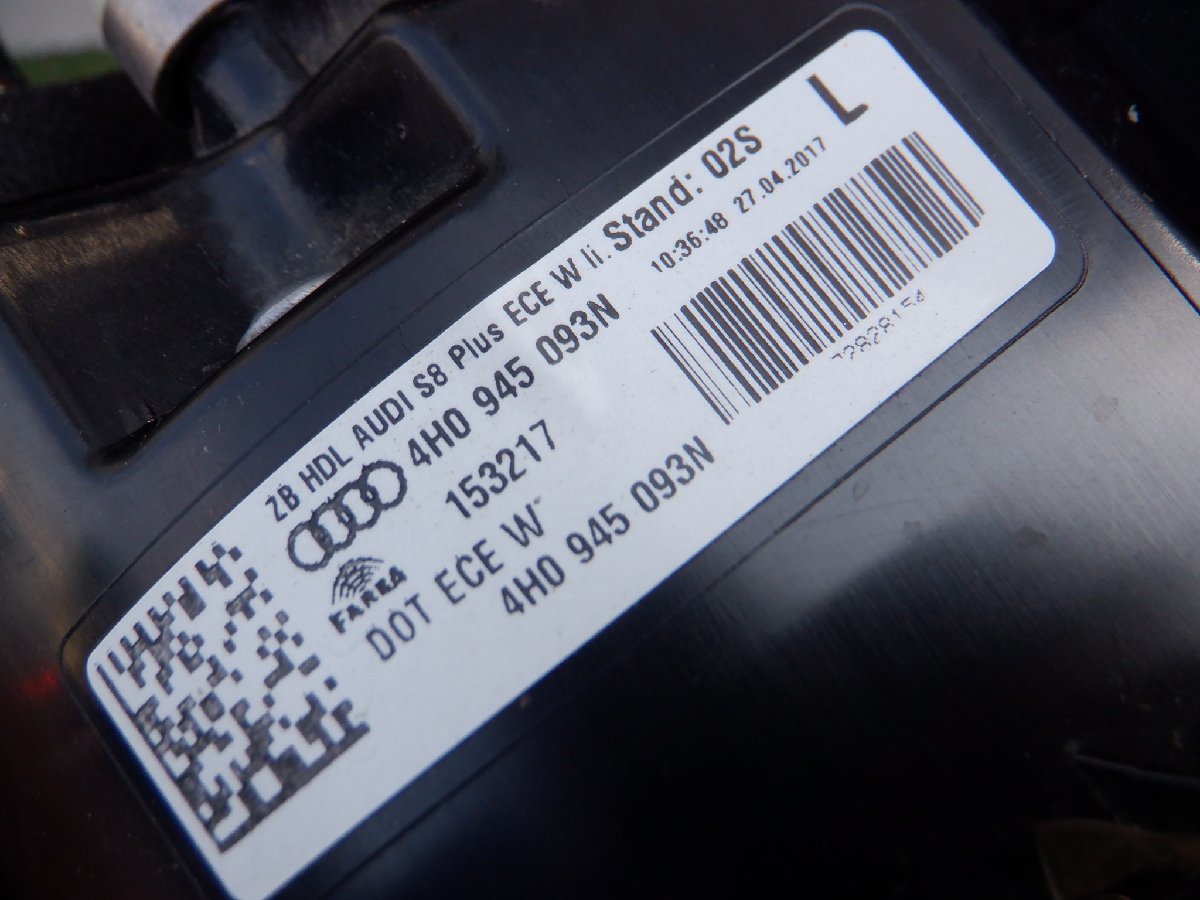 ZB HDL AUDI S8 Plus ECE W li. Stand: 02S
L
4H0 945 093N
10:36:48 27.04.2017
153217
FARBA
DOT ECE W
4H0 945 093N